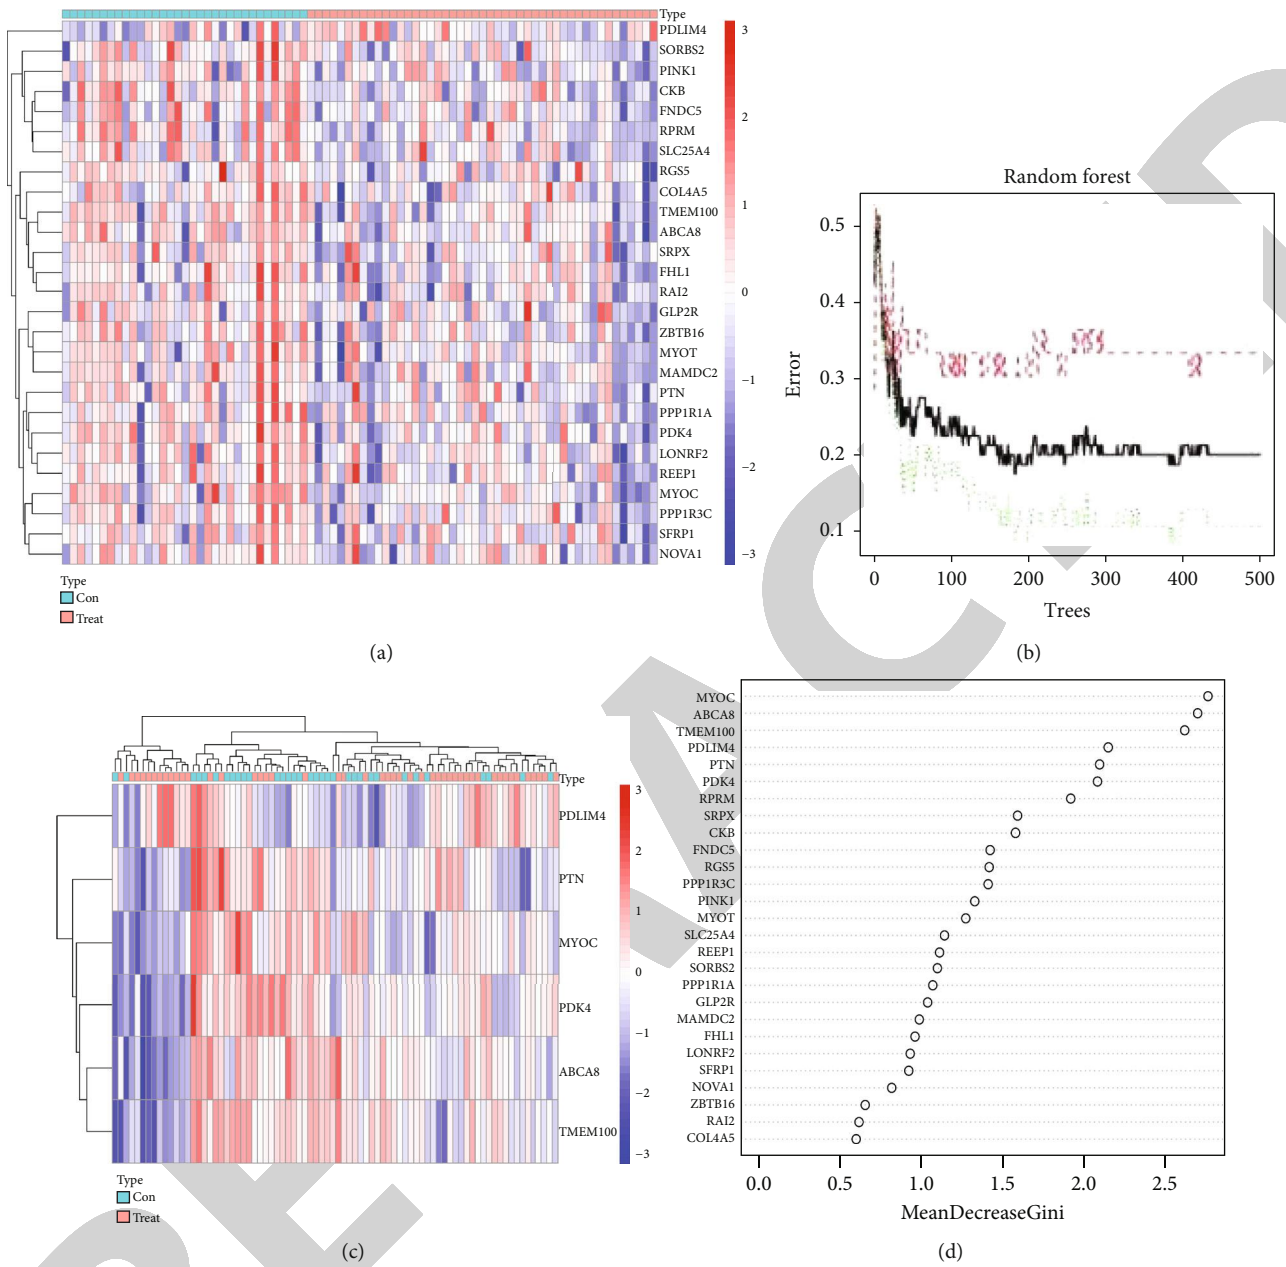 Type
PDLIM4
SORBS2
PINK1
CKB
FNDC5
RPRM
SLC25A4
RGS5
COL4A5
TMEM100
ABCA8
SRPX
FHL1
RAI2
GLP2R
ZBTB16
MYOT
MAMDC2
PTN
PPP1R1A
PDK4
LONRF2
REEP1
MYOC
PPP1R3C
SFRP1
NOVA1
3
2
1
0
−1
−2
−3
Type
Con
Treat
(a)
Random forest
Error
0.5
0.4
0.3
0.2
0.1
0 100 200 300 400 500
Trees
(b)
Type
PDLIM4
PTN
MYOC
PDK4
ABCA8
TMEM100
3
2
1
0
−1
−2
−3
Type
Con
Treat
(c)
MYOC
ABCA8
TMEM100
PDLIM4
PTN
PDK4
RPRM
SRPX
CKB
FNDC5
RGS5
PPP1R3C
PINK1
MYOT
SLC25A4
REEP1
SORBS2
PPP1R1A
GLP2R
MAMDC2
FHL1
LONRF2
SFRP1
NOVA1
ZBTB16
RAI2
COL4A5
0.0 0.5 1.0 1.5 2.0 2.5
MeanDecreaseGini
(d)